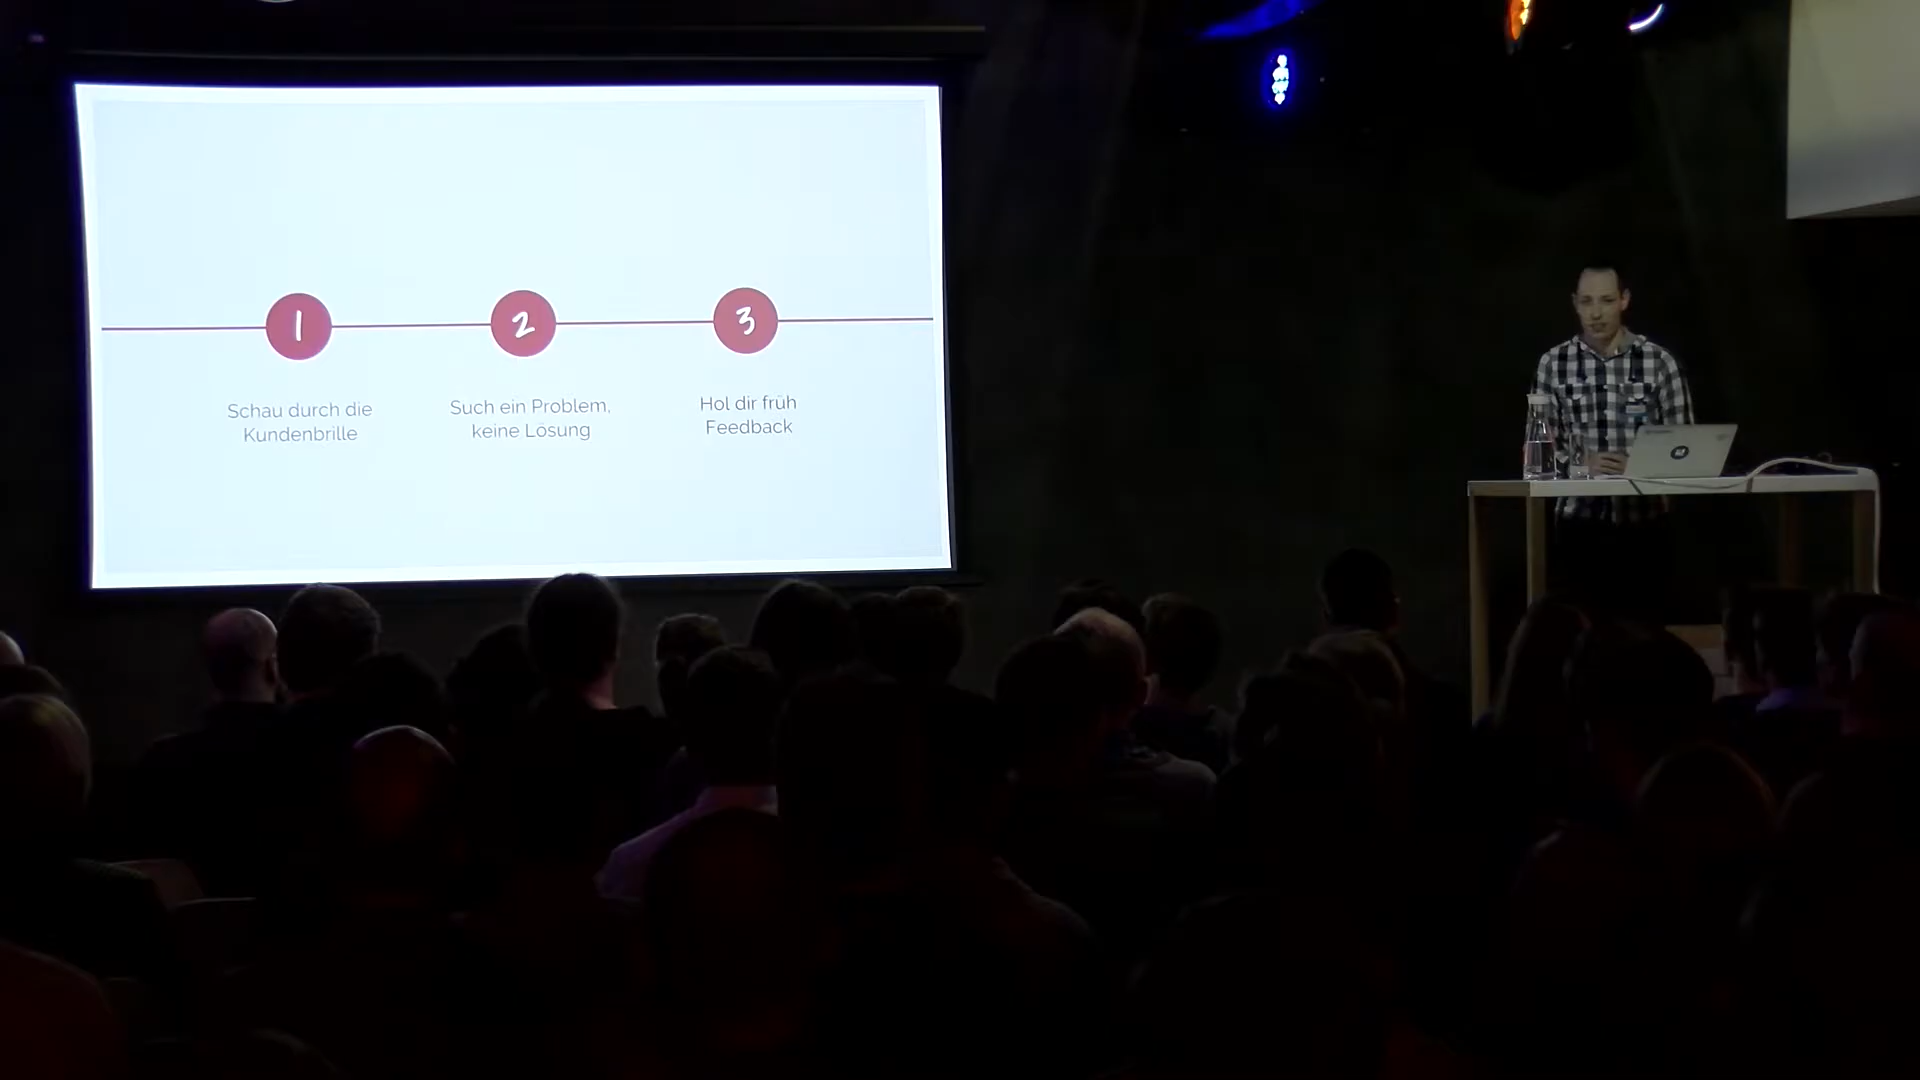 1
2
3
Schau durch die
Kundenbrille
Such ein Problem,
keine Lösung
Hol dir früh
Feedback